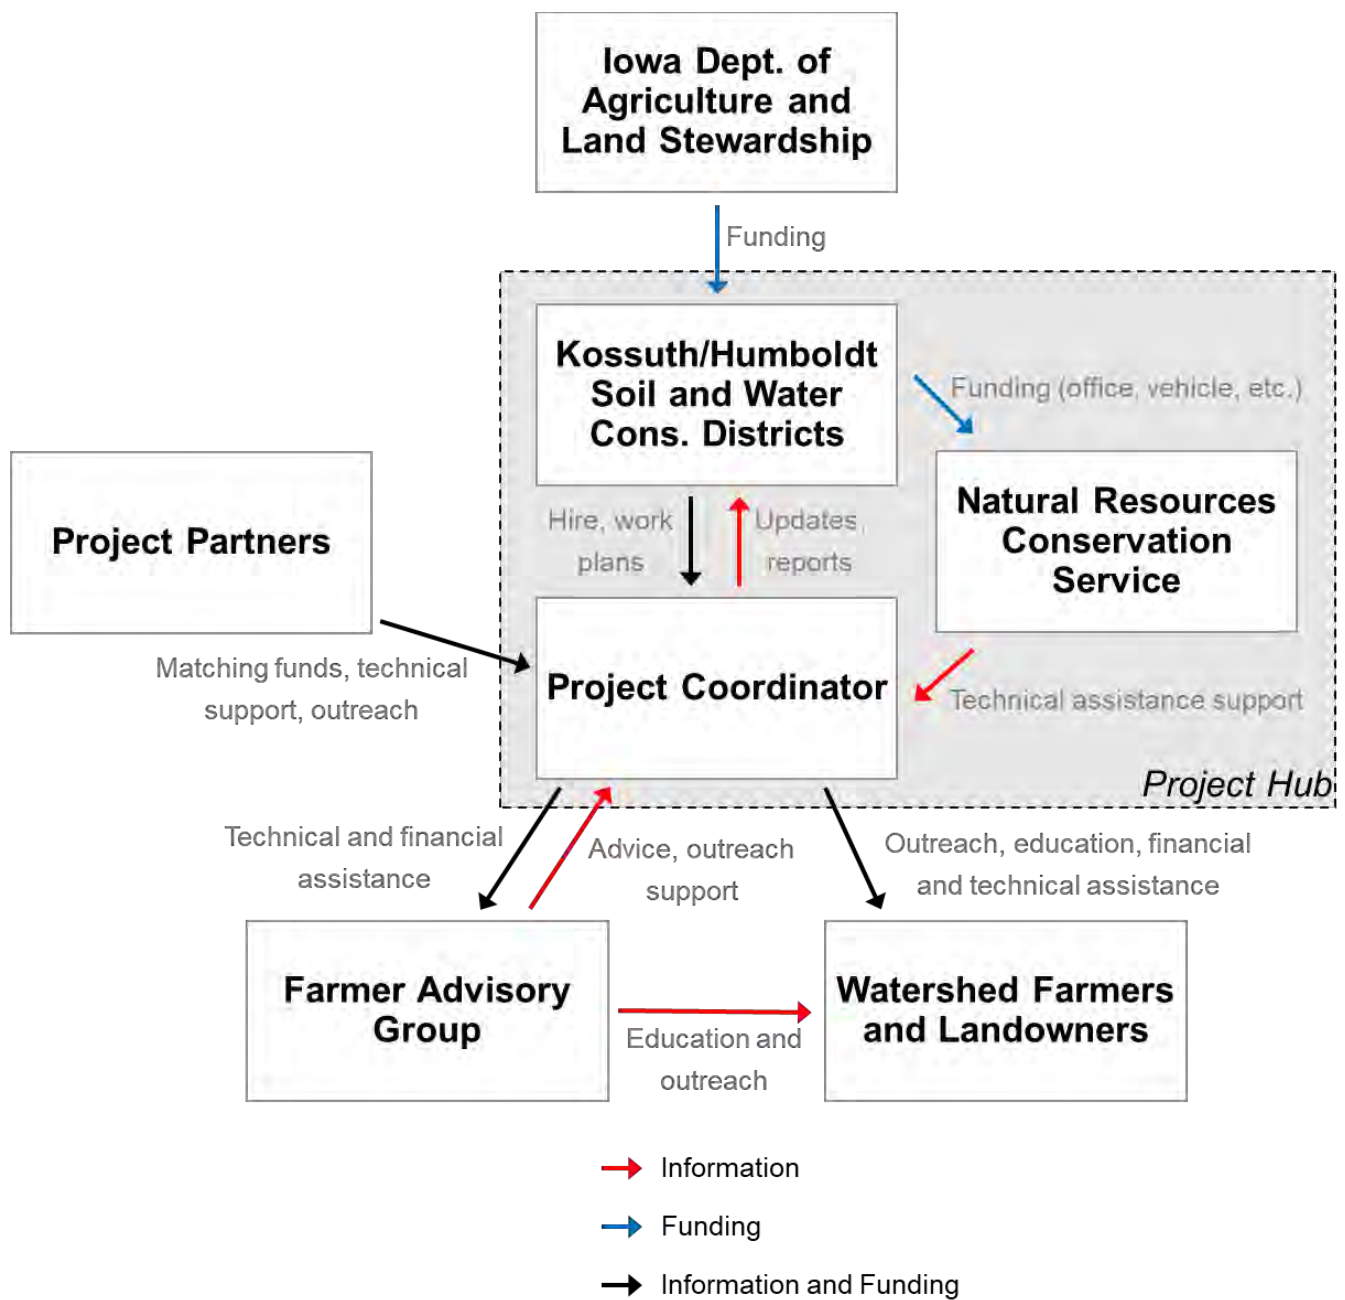 Iowa Dept. of
Agriculture and
Land Stewardship
Funding
Kossuth/Humboldt
Soil and Water
Cons. Districts
Funding (office, vehicle, etc.)
Natural Resources
Conservation
Service
Project Partners
Hire, work
plans
Updates,
reports
Matching funds, technical
support, outreach
Project Coordinator
Technical assistance support
Project Hub
Technical and financial
assistance
Advice, outreach
support
Outreach, education, financial
and technical assistance
Farmer Advisory
Group
Education and
outreach
Watershed Farmers
and Landowners
Information
Funding
Information and Funding